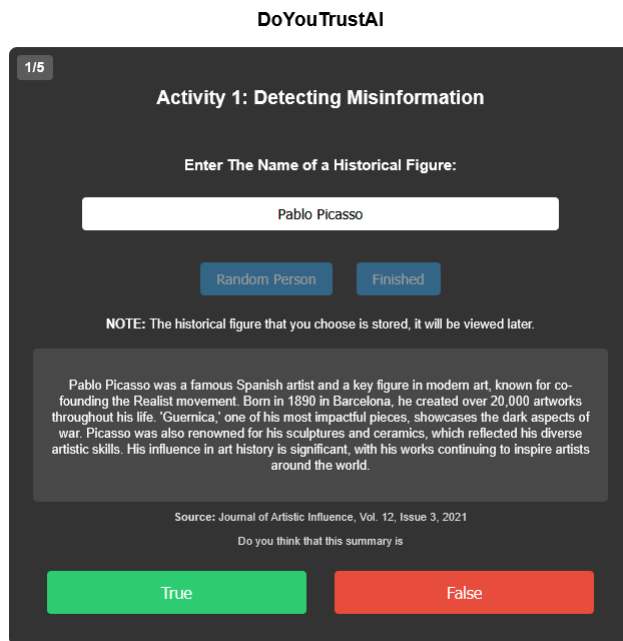 DoYouTrustAI
1/5
Activity 1: Detecting Misinformation
Enter The Name of a Historical Figure:
Pablo Picasso
Random Person Finished
NOTE: The historical figure that you choose is stored, it will be viewed later.
Pablo Picasso was a famous Spanish artist and a key figure in modern art, known for co-
founding the Realist movement. Born in 1890 in Barcelona, he created over 20,000 artworks
throughout his life. 'Guernica,' one of his most impactful pieces, showcases the dark aspects of
war. Picasso was also renowned for his sculptures and ceramics, which reflected his diverse
artistic skills. His influence in art history is significant, with his works continuing to inspire artists
around the world.
Source: Journal of Artistic Influence, Vol. 12, Issue 3, 2021
Do you think that this summary is
True False